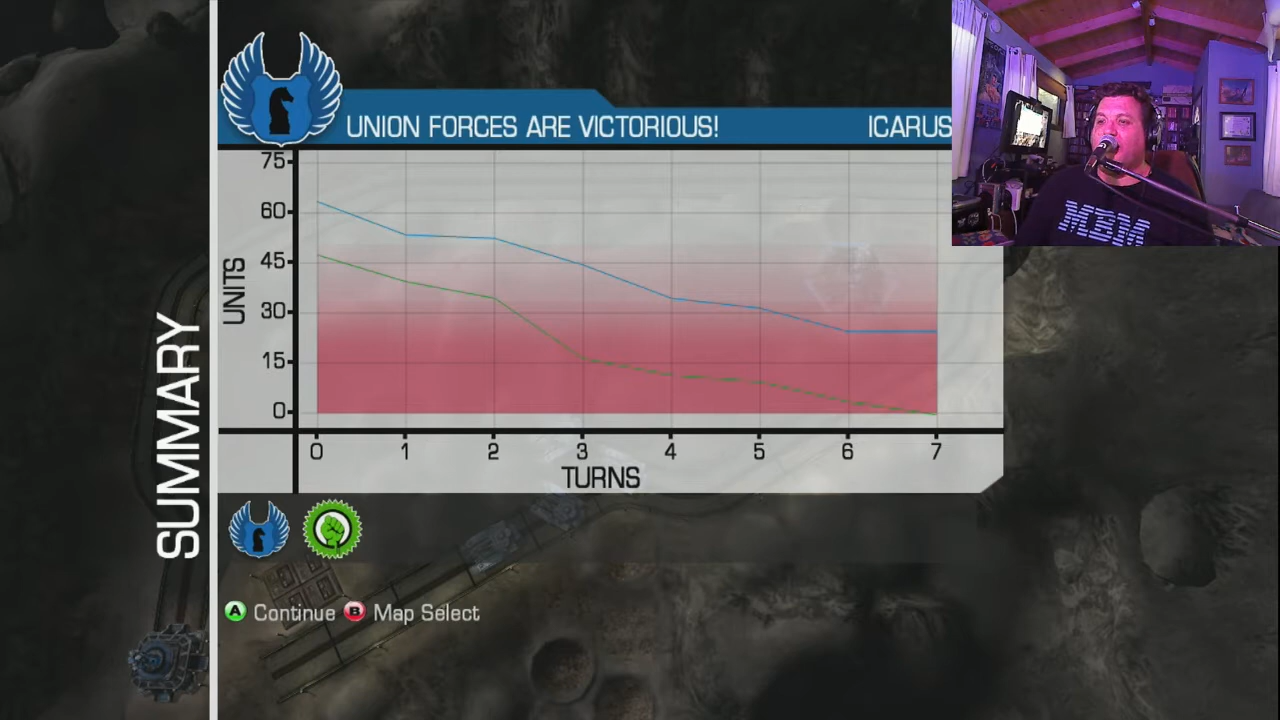 UNION FORCES ARE VICTORIOUS!
ICARUS
75
60
45
30
15
0
UNITS
0 1 2 3 4 5 6 7
TURNS
SUMMARY
A Continue B Map Select
MBM